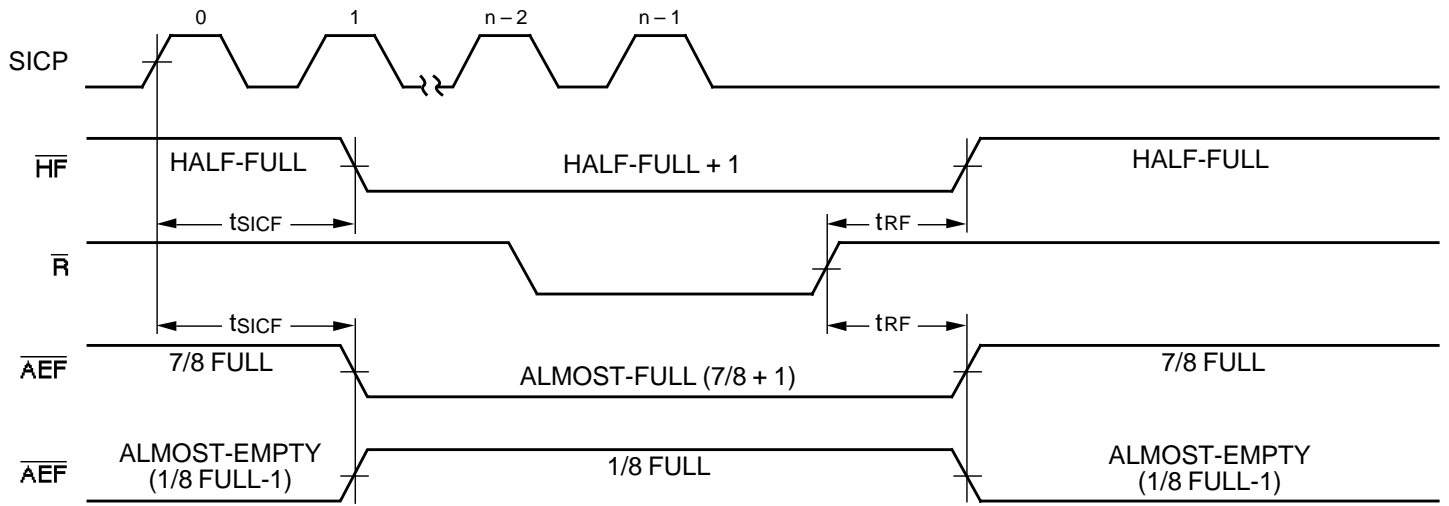 0 1 n – 2 n – 1
SICP
HF HALF-FULL HALF-FULL + 1 HALF-FULL
tSICF tRF
R
tSICF tRF
AEF 7/8 FULL ALMOST-FULL (7/8 + 1) 7/8 FULL
AEF ALMOST-EMPTY (1/8 FULL-1) 1/8 FULL ALMOST-EMPTY (1/8 FULL-1)